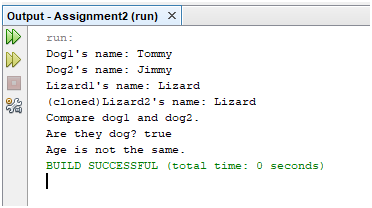 Output - Assignment2 (run) ×
run:
Dog1's name: Tommy
Dog2's name: Jimmy
Lizard1's name: Lizard
(cloned)Lizard2's name: Lizard
Compare dog1 and dog2.
Are they dog? true
Age is not the same.
BUILD SUCCESSFUL (total time: 0 seconds)